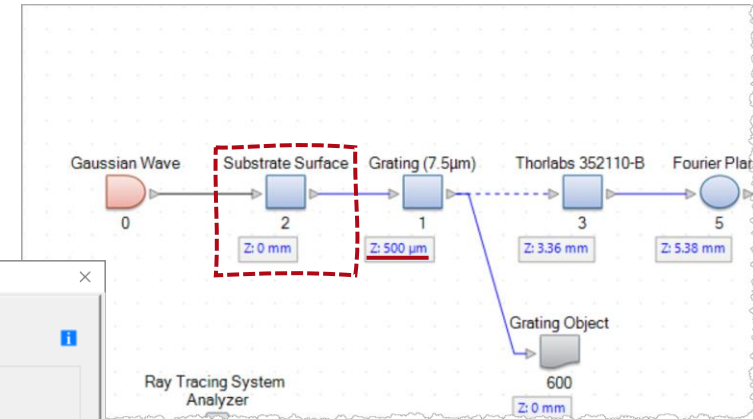 Gaussian Wave
Substrate Surface
Grating (7.5µm)
Thorlabs 352110-B
Fourier
0
2
1
3
5
Z: 0 mm
Z: 500 µm
Z: 3.36 mm
Z: 5.38 mm
Grating Object
600
Z: 0 mm
Ray Tracing System
Analyzer